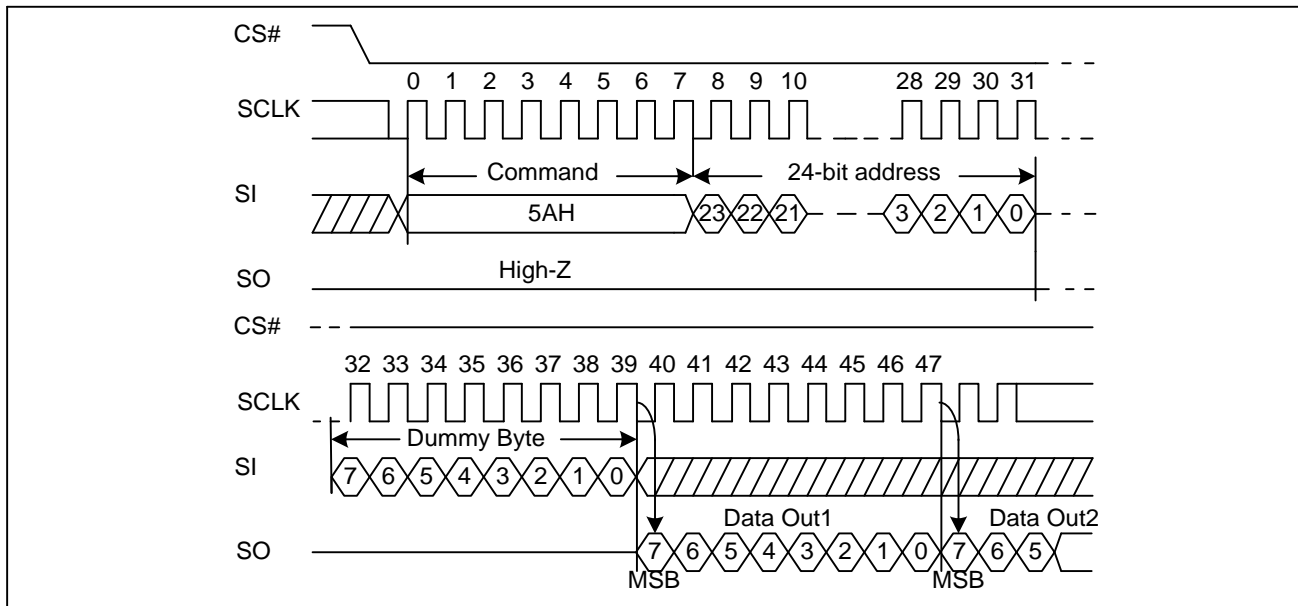 CS#
0 1 2 3 4 5 6 7 8 9 10 28 29 30 31
SCLK
Command 24-bit address
SI
5AH 23 22 21 3 2 1 0
High-Z
SO
CS#
32 33 34 35 36 37 38 39 40 41 42 43 44 45 46 47
SCLK
Dummy Byte
SI
7 6 5 4 3 2 1 0
Data Out1 Data Out2
SO
7 6 5 4 3 2 1 0 7 6 5
MSB MSB